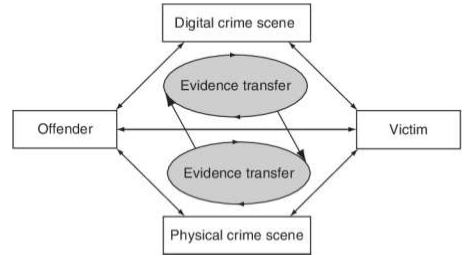 Digital crime scene
Evidence transfer
Offender
Victim
Evidence transfer
Physical crime scene